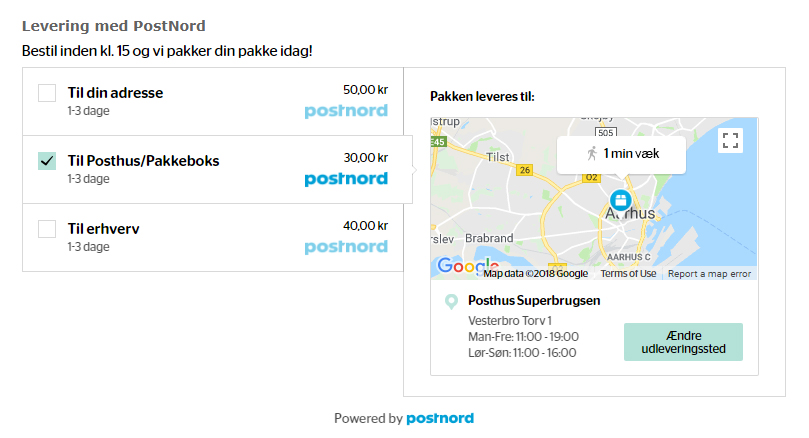 Levering med PostNord
Bestil inden kl. 15 og vi pakker din pakke idag!
Til din adresse
50,00 kr
1-3 dage
postnord
Til Posthus/Pakkeboks
30,00 kr
1-3 dage
postnord
Til erhverv
40,00 kr
1-3 dage
postnord
Pakken leveres til:
lstrup
505
E45
Tilst
26
O2
1 min væk
Aarhus
rslev
Brabrand
AARHUS C
Google
Map data ©2018 Google
Terms of Use
Report a map error
Posthus Superbrugsen
Vesterbro Torv 1
Man-Fre: 11:00 - 19:00
Lør-Søn: 11:00 - 16:00
Ændre
udleveringssted
Powered by postnord